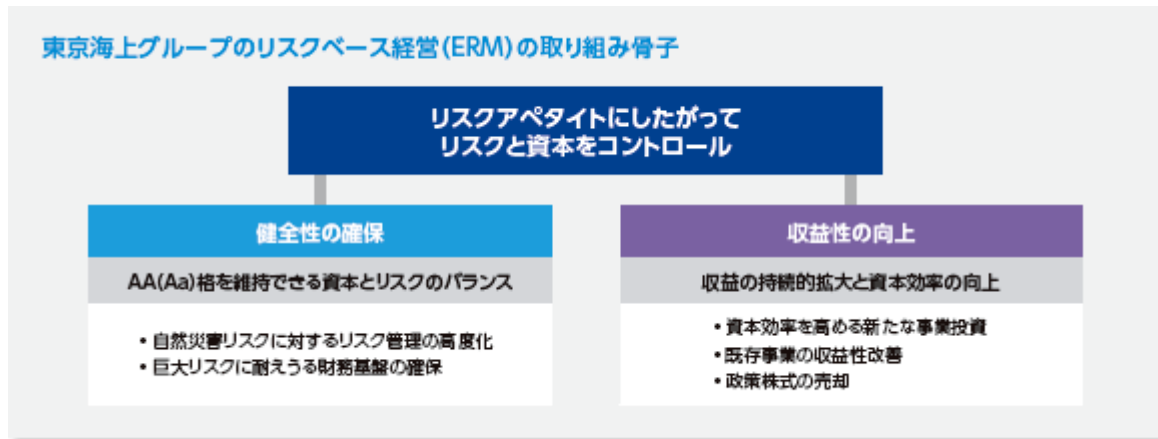 東京海上グループのリスクベース経営(ERM)の取り組み骨子
リスクアペタイトにしたがって
リスクと資本をコントロール
健全性の確保
AA(Aa)格を維持できる資本とリスクのバランス
・自然災害リスクに対するリスク管理の高度化
・巨大リスクに耐えうる財務基盤の確保
収益性の向上
収益の持続的拡大と資本効率の向上
・資本効率を高める新たな事業投資
・既存事業の収益性改善
・政策株式の売却